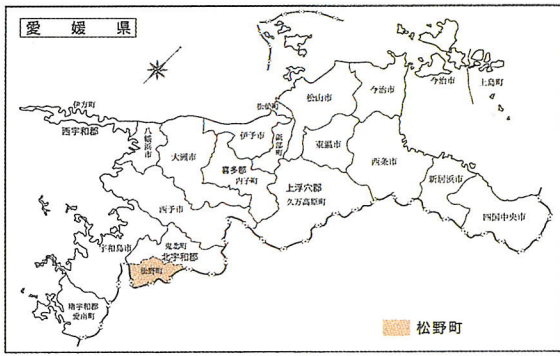 愛媛県
今治市
上島町
松山市
今治市
伊方町
西宇和郡
八幡浜市
大洲市
伊予市
松前町
砥部町
東温市
西条市
新居浜市
四国中央市
喜多郡
内子町
上浮穴郡
久万高原町
西予市
宇和島市
鬼北町
北宇和郡
松野町
南宇和郡
愛南町
松野町